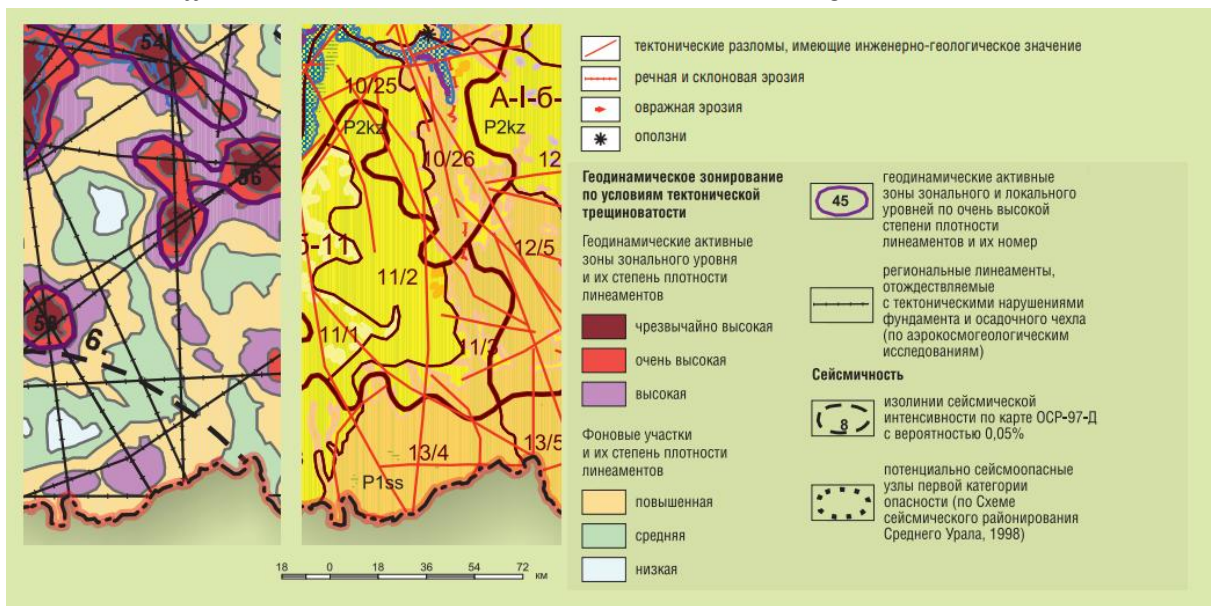 54
56
58
6.
10/25
А-I-б-
P2kz
P2kz
10/26
12
б-11
12/5
11/2
11/1
11/3
13/4
13/5
P1ss
18 0 18 36 54 72
км
тектонические разломы, имеющие инженерно-геологическое значение
речная и склоновая эрозия
овражная эрозия
оползни
Геодинамическое зонирование
по условиям тектонической
трещиноватости
Геодинамические активные
зоны зонального уровня
и их степень плотности
линеаментов
чрезвычайно высокая
очень высокая
высокая
Фоновые участки
и их степень плотности
линеаментов
повышенная
средняя
низкая
45
геодинамические активные
зоны зонального и локального
уровней по очень высокой
степени плотности
линеаментов и их номер
региональные линеаменты,
отождествляемые
с тектоническими нарушениями
фундамента и осадочного чехла
(по аэрокосмогеологическим
исследованиям)
Сейсмичность
8
изолинии сейсмической
интенсивности по карте ОСР-97-Д
с вероятностью 0,05%
потенциально сейсмоопасные
узлы первой категории
опасности (по Схеме
сейсмического районирования
Среднего Урала, 1998)